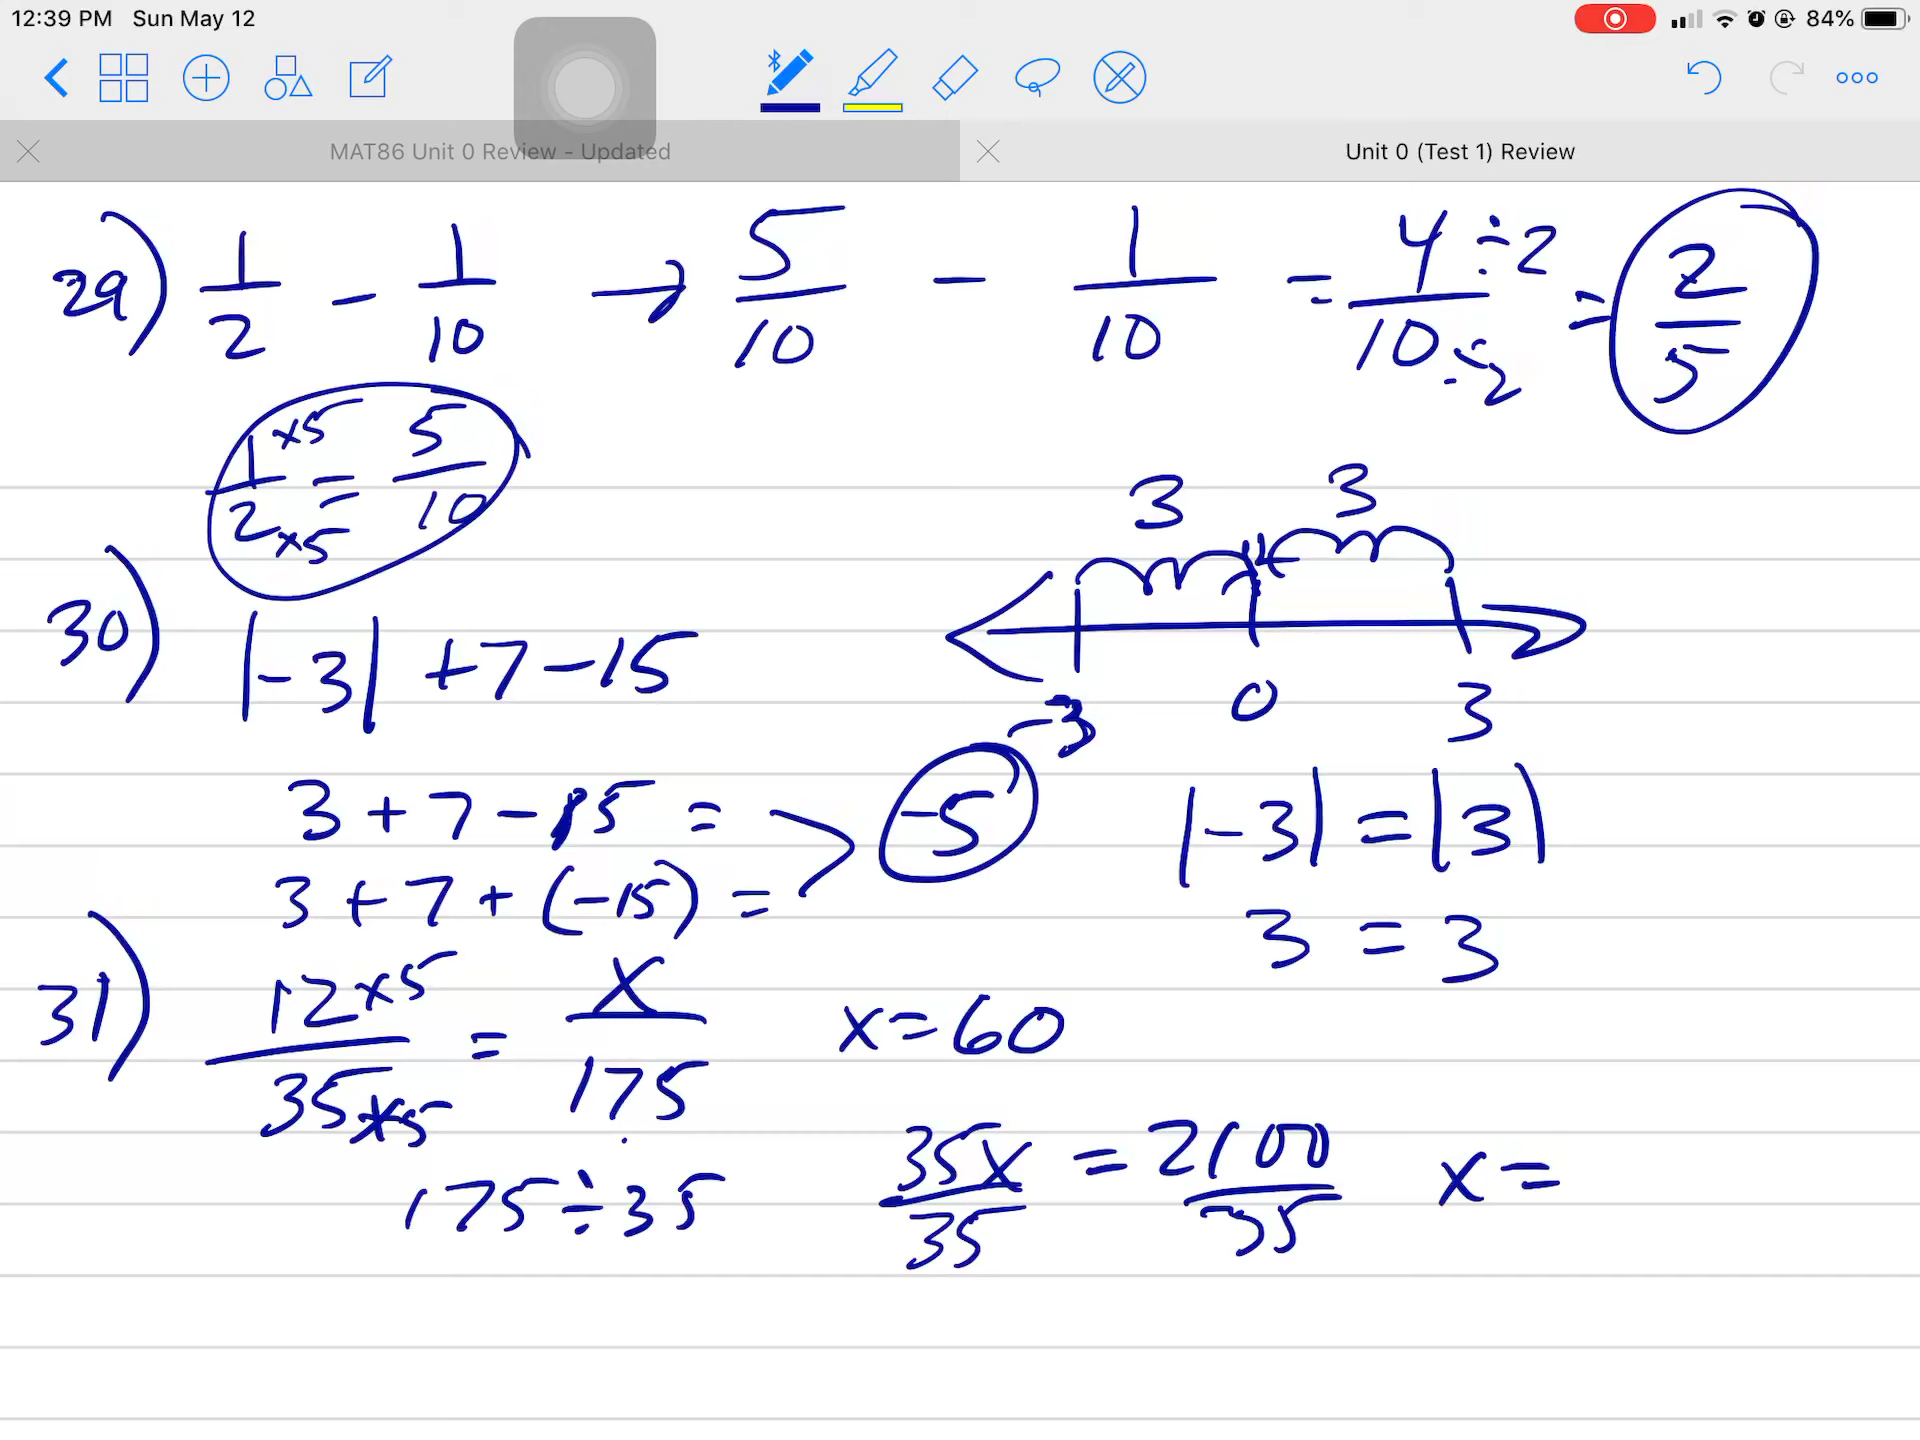 12:39 PM Sun May 12 84%
MAT86 Unit 0 Review - Updated
Unit 0 (Test 1) Review
29) 1/2 - 1/10 → 5/10 - 1/10 = 4÷2/10÷2 = 2/5
1×5/2×5 = 5/10
3 3
30) |-3| +7-15
-3 0 3
3 + 7 - 15 =
3 + 7 + (-15) =
-5
|-3| = |3|
3 = 3
31) 12×5/35×5 = x/175 x=60
175÷35
35x/35 = 2100/35 x=